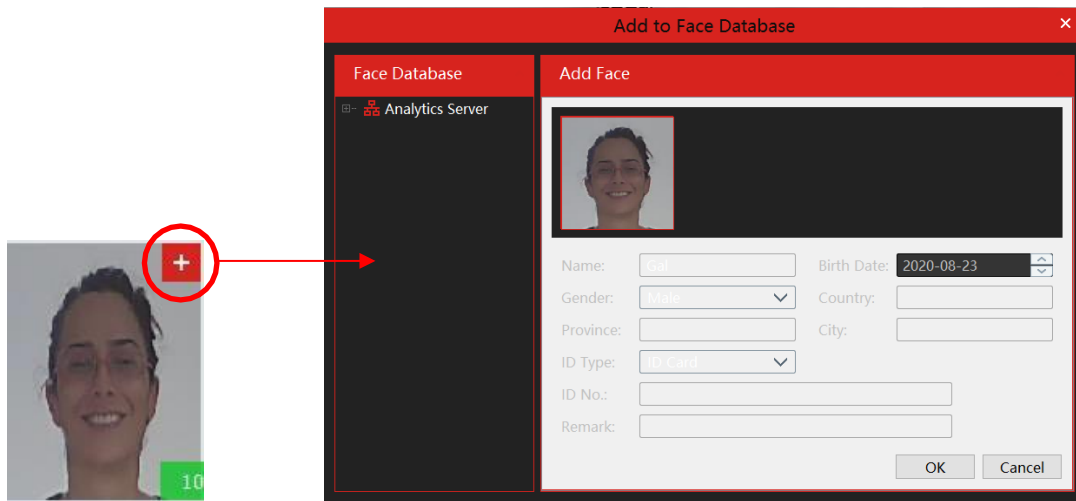 Add to Face Database
Face Database
Add Face
Analytics Server
Name: Gal Birth Date: 2020-08-23
Gender: Male Country:
Province: City:
ID Type: ID Card
ID No.:
Remark:
OK Cancel
+
10